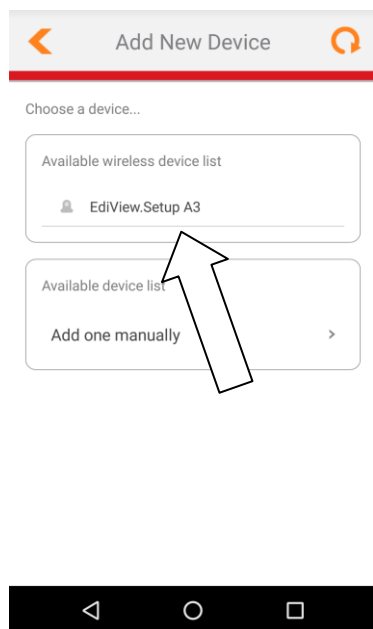 Add New Device
Choose a device...
Available wireless device list
EdiView.Setup A3
Available device list
Add one manually